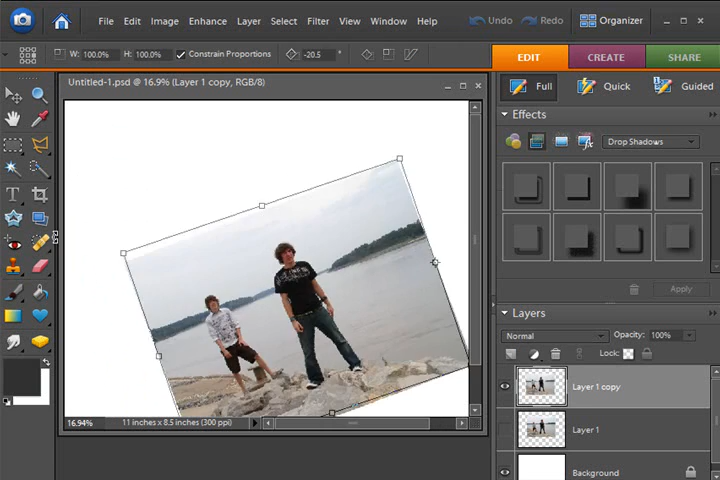 File Edit Image Enhance Layer Select Filter View Window Help Undo Redo Organizer
W: 100.0% H: 100.0% Constrain Proportions -20.5 °
EDIT CREATE SHARE
Untitled-1.psd @ 16.9% (Layer 1 copy, RGB/8)
Full Quick Guided
Effects
Drop Shadows
Apply
Layers
Normal Opacity: 100%
Lock:
Layer 1 copy
Layer 1
Background
16.94% 11 inches x 8.5 inches (300 ppi)